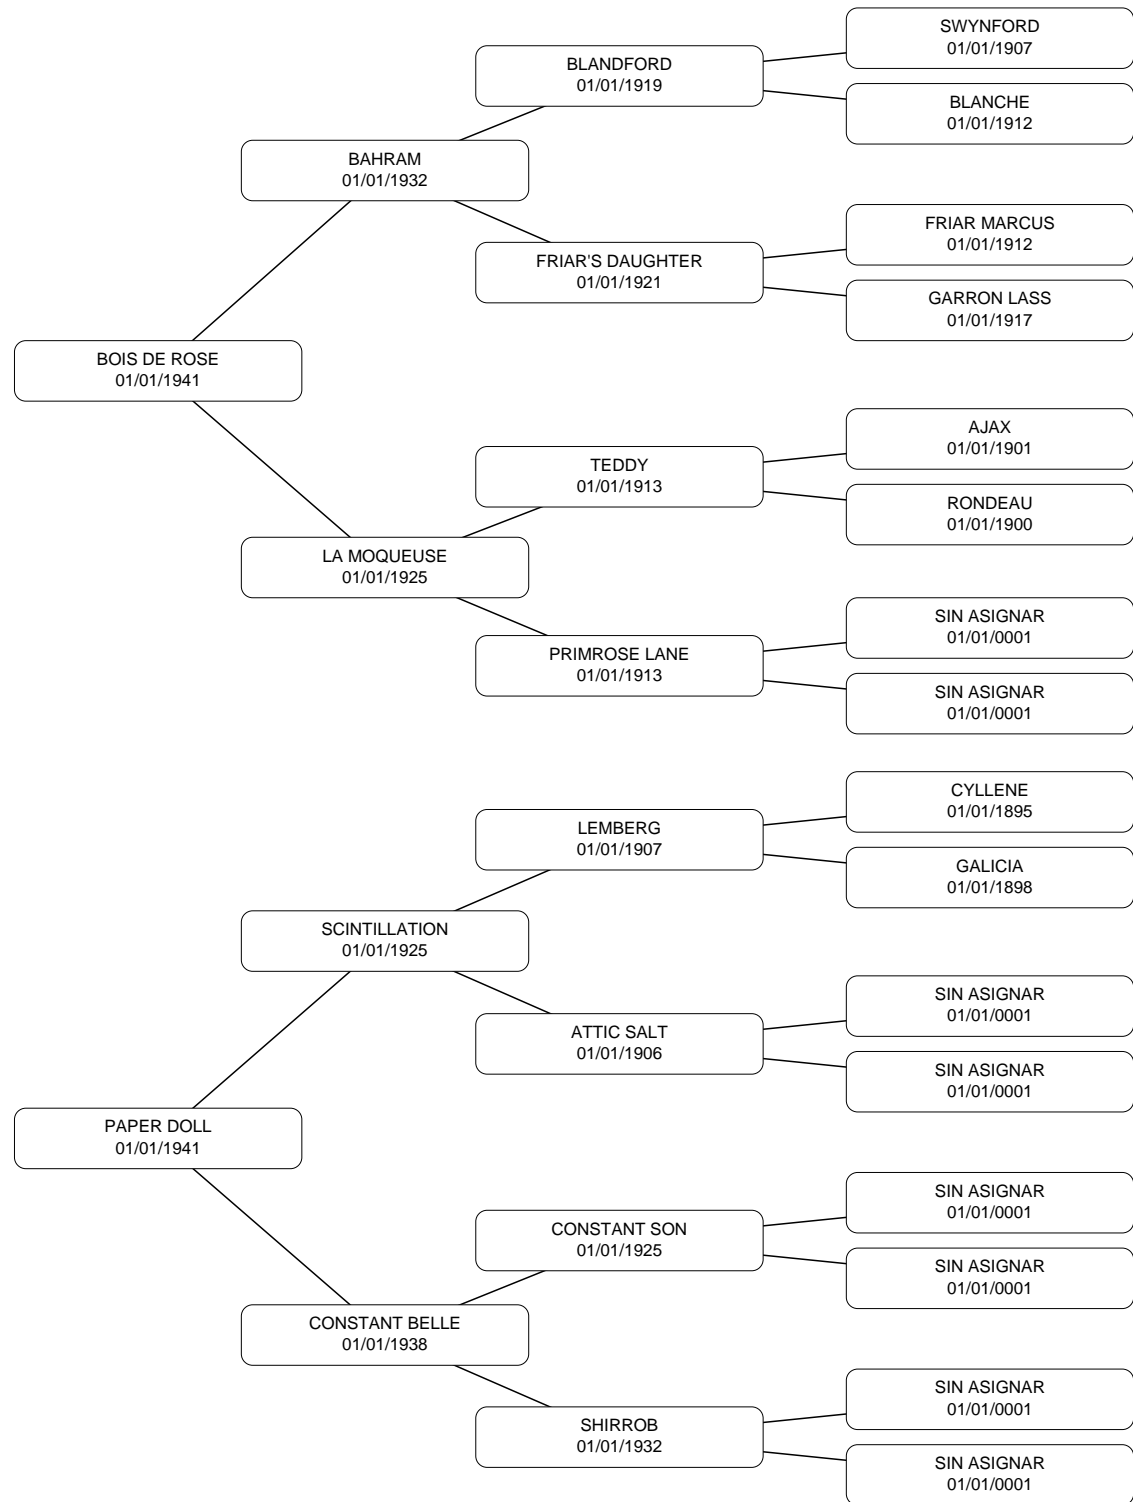 SWYNFORD
01/01/1907
BLANDFORD
01/01/1919
BLANCHE
01/01/1912
BAHRAM
01/01/1932
FRIAR MARCUS
01/01/1912
FRIAR'S DAUGHTER
01/01/1921
GARRON LASS
01/01/1917
BOIS DE ROSE
01/01/1941
AJAX
01/01/1901
TEDDY
01/01/1913
RONDEAU
01/01/1900
LA MOQUEUSE
01/01/1925
SIN ASIGNAR
01/01/0001
PRIMROSE LANE
01/01/1913
SIN ASIGNAR
01/01/0001
CYLLENE
01/01/1895
LEMBERG
01/01/1907
GALICIA
01/01/1898
SCINTILLATION
01/01/1925
SIN ASIGNAR
01/01/0001
ATTIC SALT
01/01/1906
SIN ASIGNAR
01/01/0001
PAPER DOLL
01/01/1941
SIN ASIGNAR
01/01/0001
CONSTANT SON
01/01/1925
SIN ASIGNAR
01/01/0001
CONSTANT BELLE
01/01/1938
SIN ASIGNAR
01/01/0001
SHIRROB
01/01/1932
SIN ASIGNAR
01/01/0001